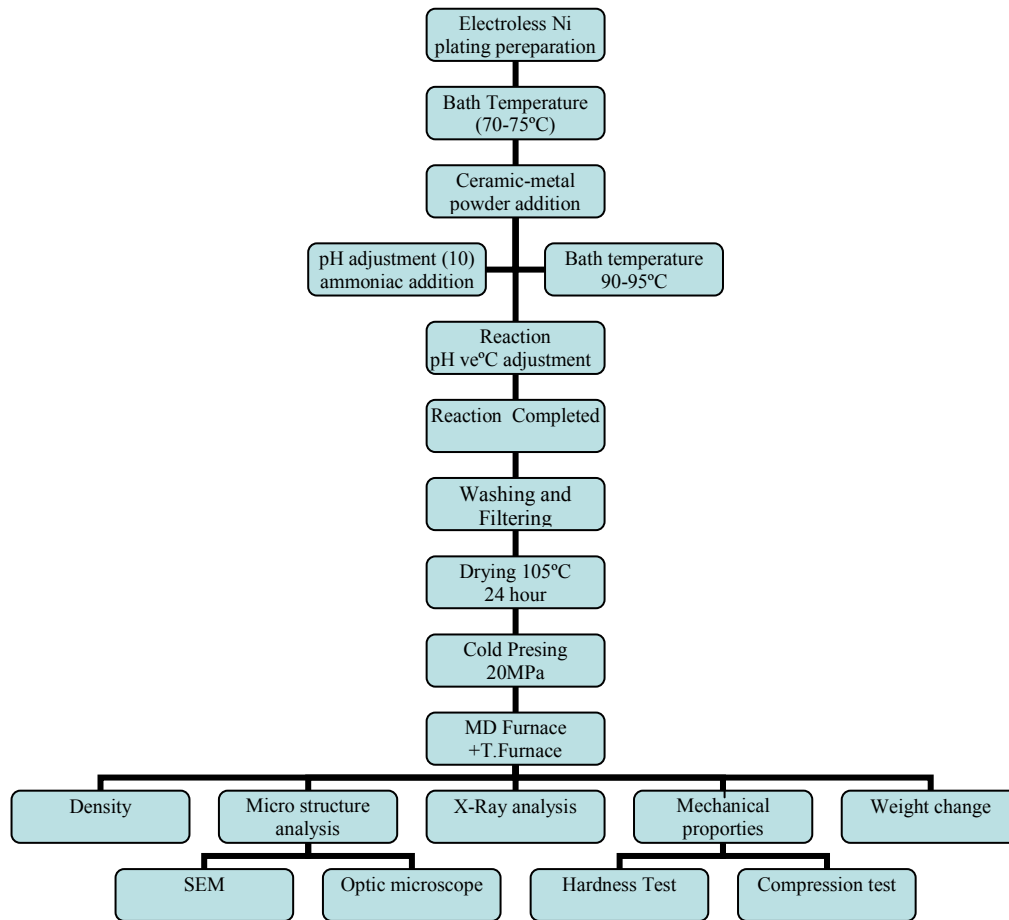 Electroless Ni
plating pereparation
Bath Temperature
(70-75ºC)
Ceramic-metal
powder addition
pH adjustment (10)
ammoniac addition
Bath temperature
90-95ºC
Reaction
pH veºC adjustment
Reaction Completed
Washing and
Filtering
Drying 105ºC
24 hour
Cold Presing
20MPa
MD Furnace
+T.Furnace
Density
Micro structure
analysis
X-Ray analysis
Mechanical
proporties
Weight change
SEM
Optic microscope
Hardness Test
Compression test